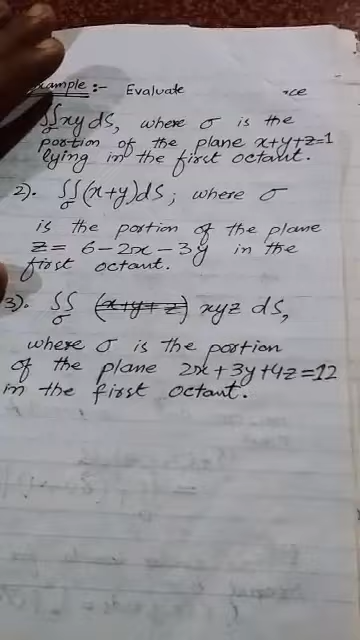 Example :- Evaluate
∬xy ds, where σ is the
portion of the plane x+y+z=1
lying in the first octant.
2). ∬σ (x+y)ds; where σ
is the portion of the plane
z= 6-2x-3y in the
first octant.
3). ∬σ (x+y+z) xyz ds,
where σ is the portion
of the plane 2x+3y+4z=12
in the first octant.